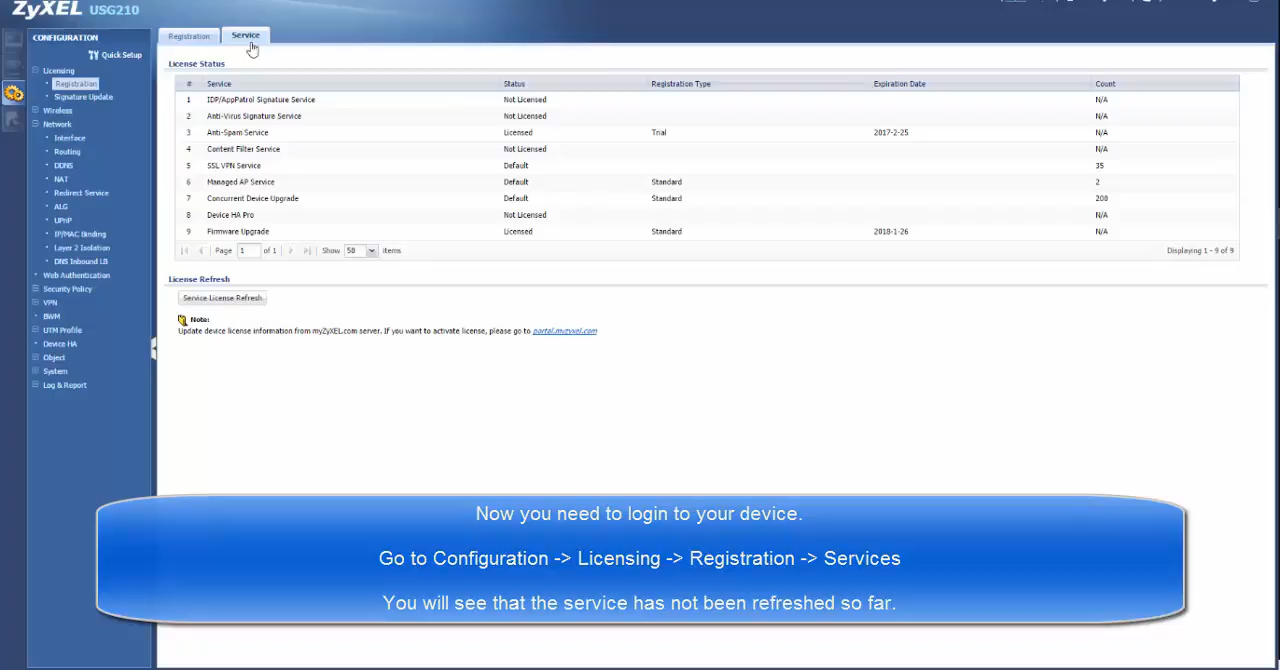 ZyXEL USG210
CONFIGURATION
Quick Setup
Licensing
Registration
Signature Update
Wireless
Network
Interface
Routing
DDNS
NAT
Redirect Service
ALG
UPnP
IP/MAC Binding
Layer 2 Isolation
DNS Inbound LB
Web Authentication
Security Policy
VPN
BWM
UTM Profile
Device HA
Object
System
Log & Report
Registration Service
License Status
# Service Status Registration Type Expiration Date Count
1 IDP/AppPatrol Signature Service Not Licensed N/A
2 Anti-Virus Signature Service Not Licensed N/A
3 Anti-Spam Service Licensed Trial 2017-2-25 N/A
4 Content Filter Service Not Licensed N/A
5 SSL VPN Service Default 35
6 Managed AP Service Default Standard 2
7 Concurrent Device Upgrade Default Standard 200
8 Device HA Pro Not Licensed N/A
9 Firmware Upgrade Licensed Standard 2018-1-26 N/A
Page 1 of 1 Show 50 items Displaying 1 - 9 of 9
License Refresh
Service License Refresh
Note:
Update device license information from myZyXEL.com server. If you want to activate license, please go to portal.myzyxel.com
Now you need to login to your device.
Go to Configuration -> Licensing -> Registration -> Services
You will see that the service has not been refreshed so far.